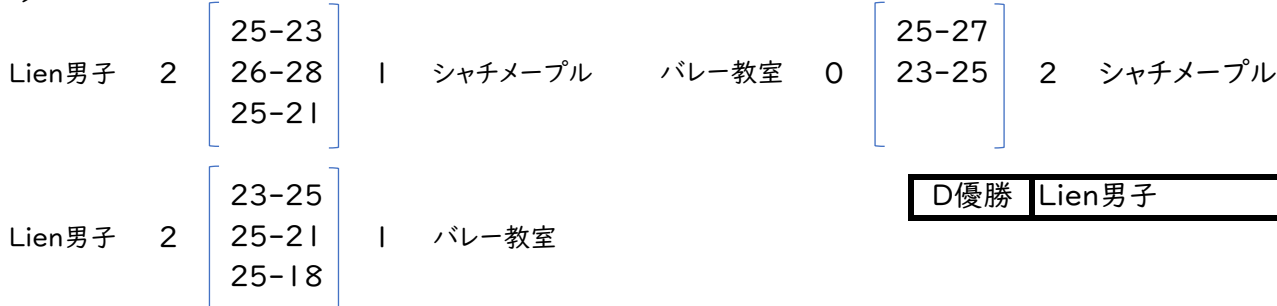 Lien男子 2 25-23 26-28 25-21 1 シャチメープル
バレー教室 0 25-27 23-25 2 シャチメープル
Lien男子 2 23-25 25-21 25-18 1 バレー教室
D優勝 Lien男子